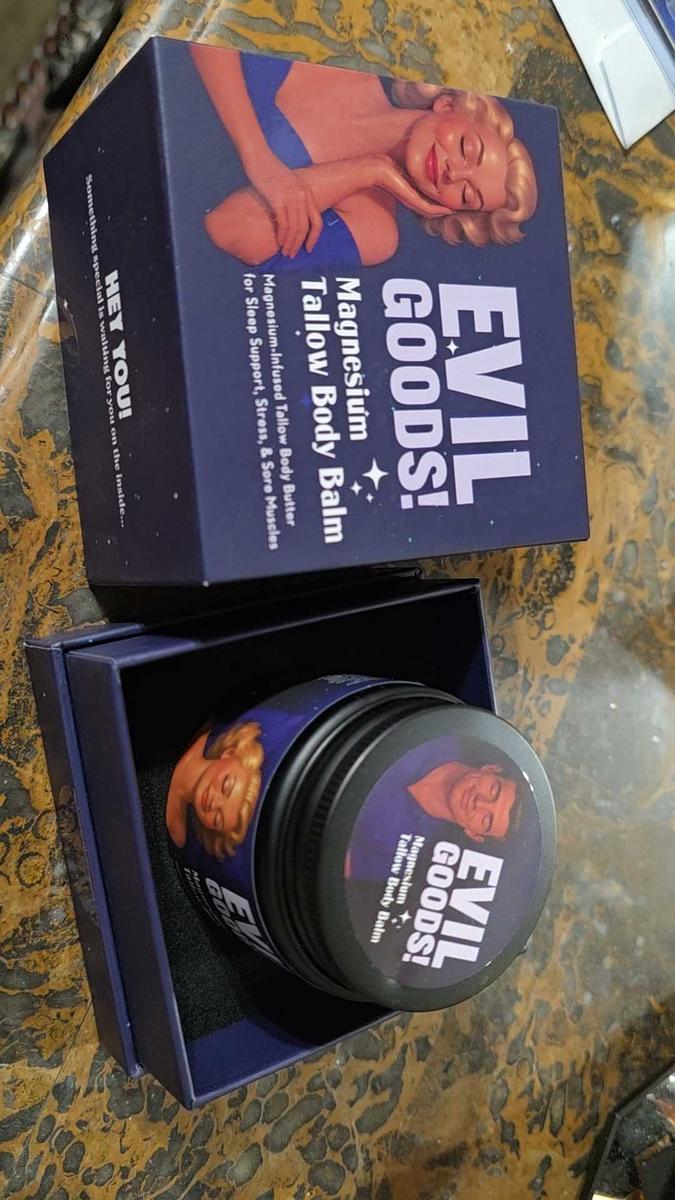 EVIL
GOODS!
Magnesium
Tallow Body Balm
Magnesium-Infused Tallow Body Butter
for Sleep Support, Stress, & Sore Muscles
HEY YOU!
Something special is waiting for you on the inside...
EVIL
GOODS!
Magnesium
Tallow Body Balm
EVIL